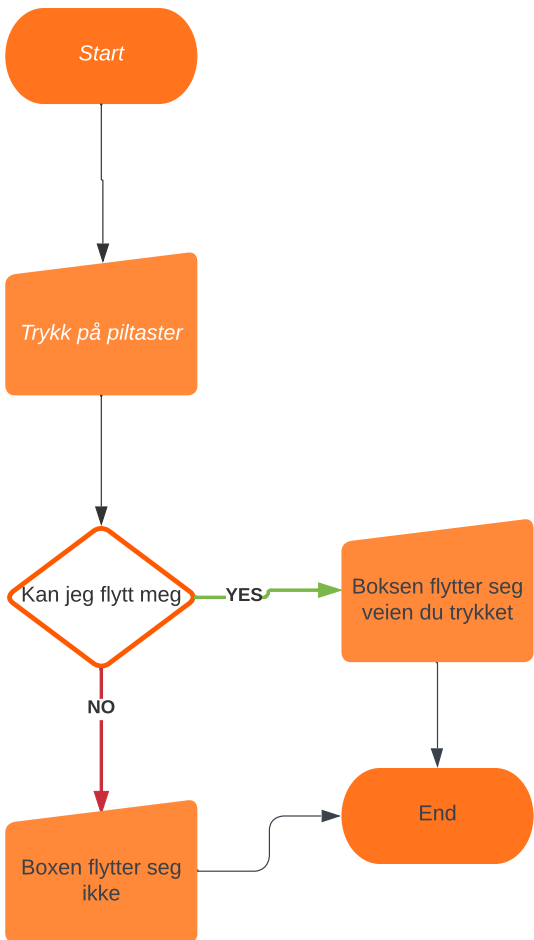 Start
Trykk på piltaster
Kan jeg flytt meg
YES
Boksen flytter seg
veien du trykket
NO
End
Boxen flytter seg
ikke